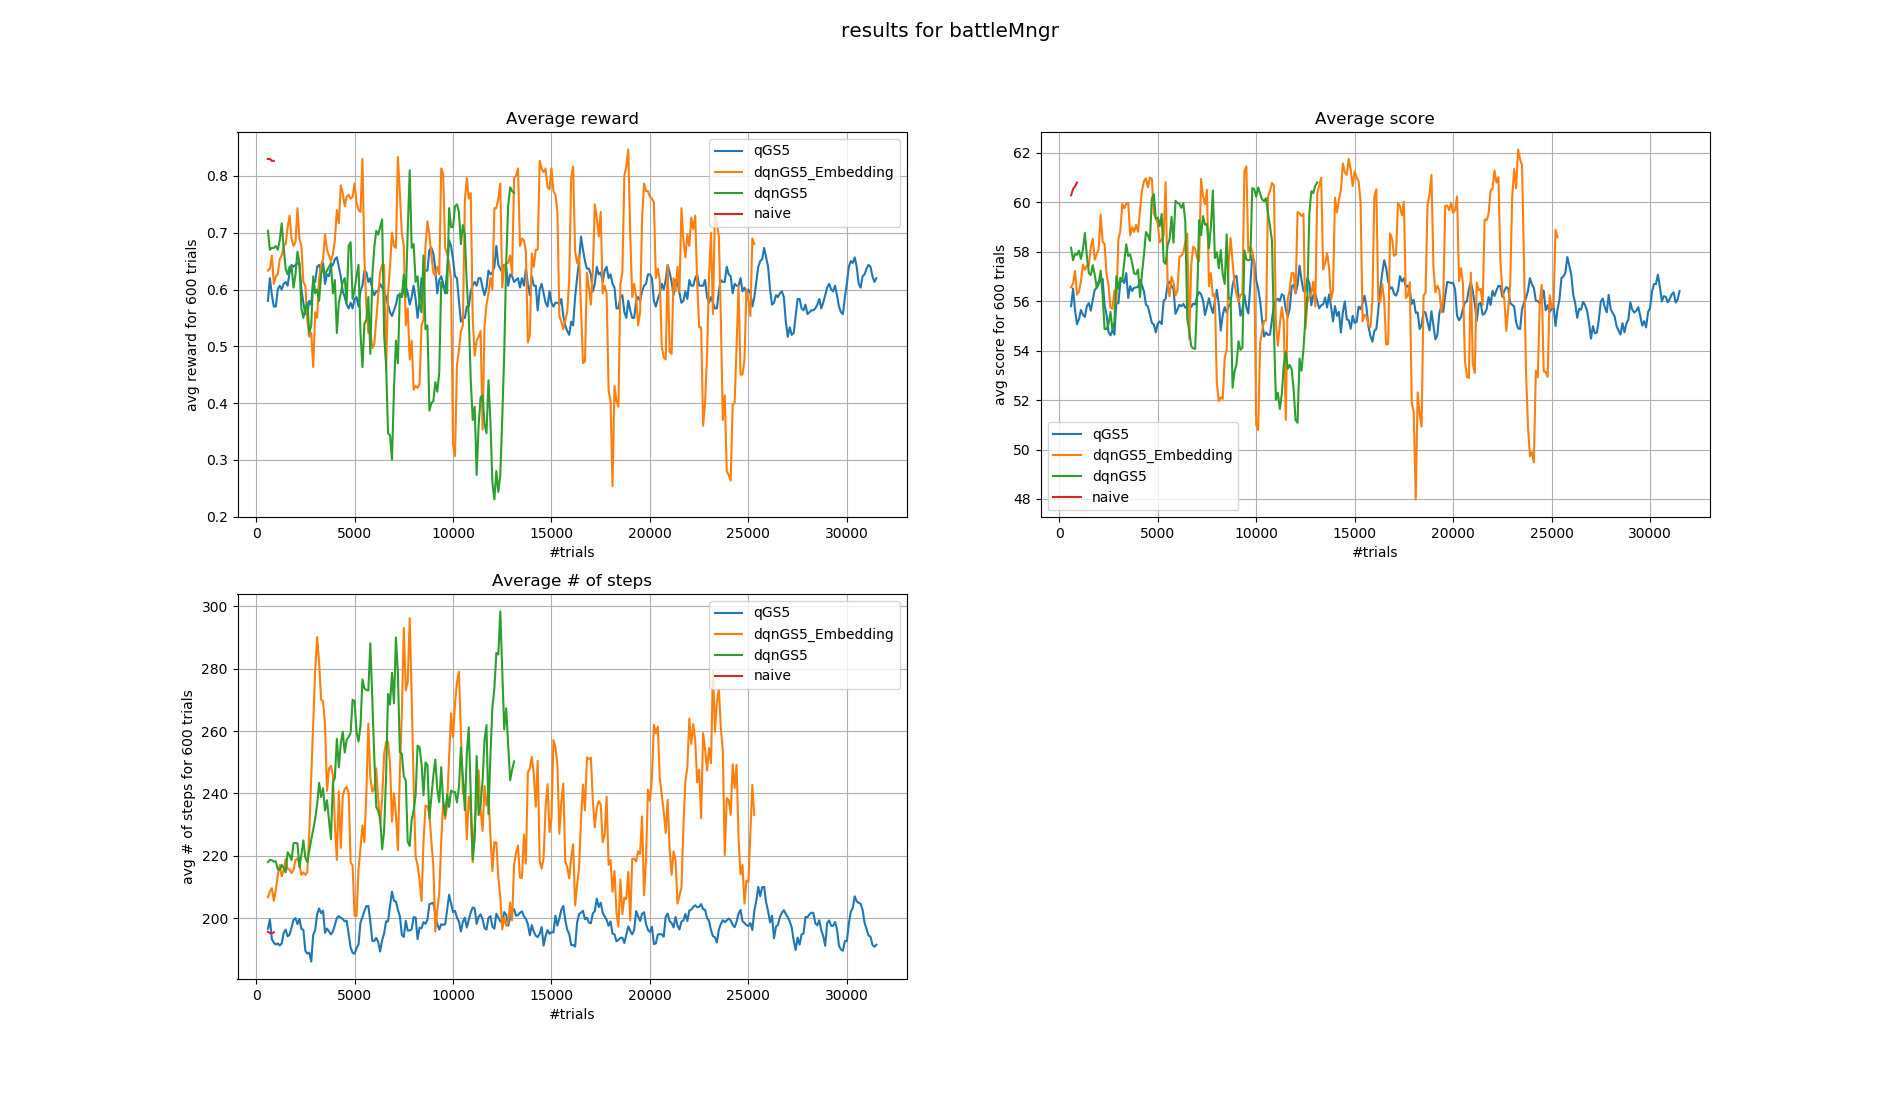 results for battleMngr
Average reward
avg reward for 600 trials
0.8
0.7
0.6
0.5
0.4
0.3
0.2
qGS5
dqnGS5_Embedding
dqnGS5
naive
0 5000 10000 15000 20000 25000 30000
#trials
Average score
avg score for 600 trials
62
60
58
56
54
52
50
48
qGS5
dqnGS5_Embedding
dqnGS5
naive
0 5000 10000 15000 20000 25000 30000
#trials
Average # of steps
avg # of steps for 600 trials
300
280
260
240
220
200
qGS5
dqnGS5_Embedding
dqnGS5
naive
0 5000 10000 15000 20000 25000 30000
#trials